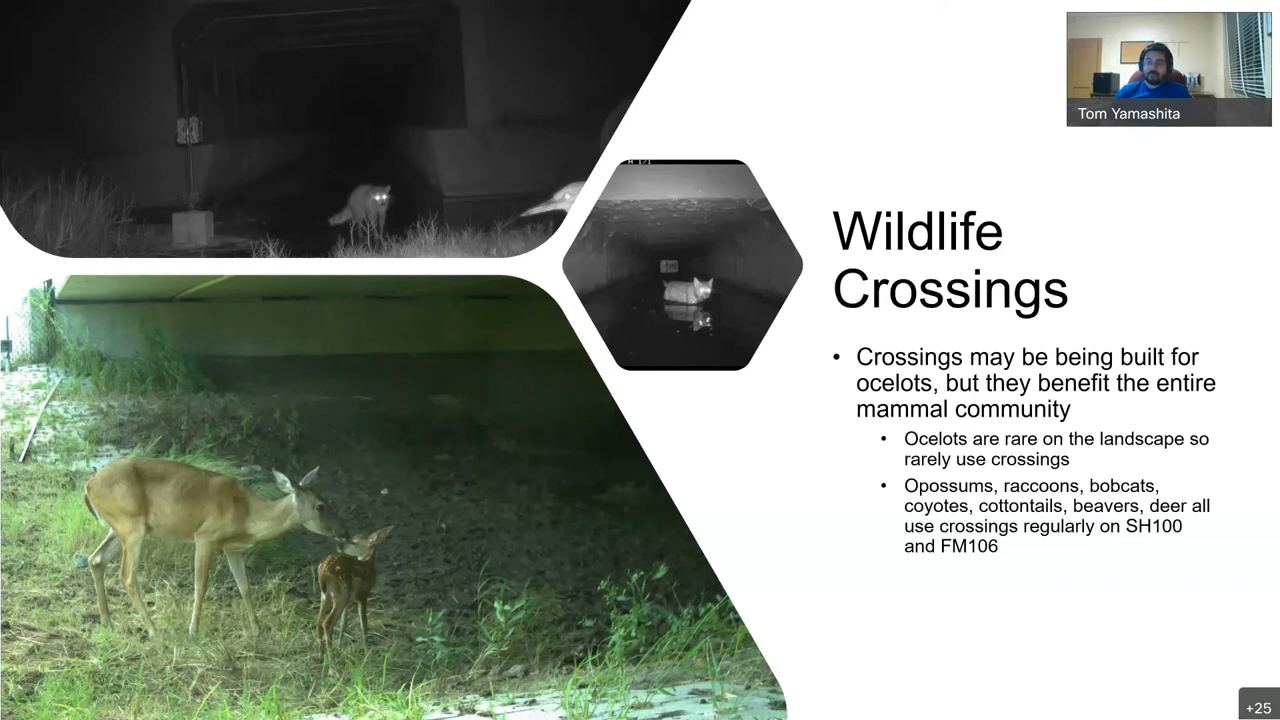 Tom Yamashita
Wildlife
Crossings
• Crossings may be being built for
ocelots, but they benefit the entire
mammal community
• Ocelots are rare on the landscape so
rarely use crossings
• Opossums, raccoons, bobcats,
coyotes, cottontails, beavers, deer all
use crossings regularly on SH100
and FM106
+25